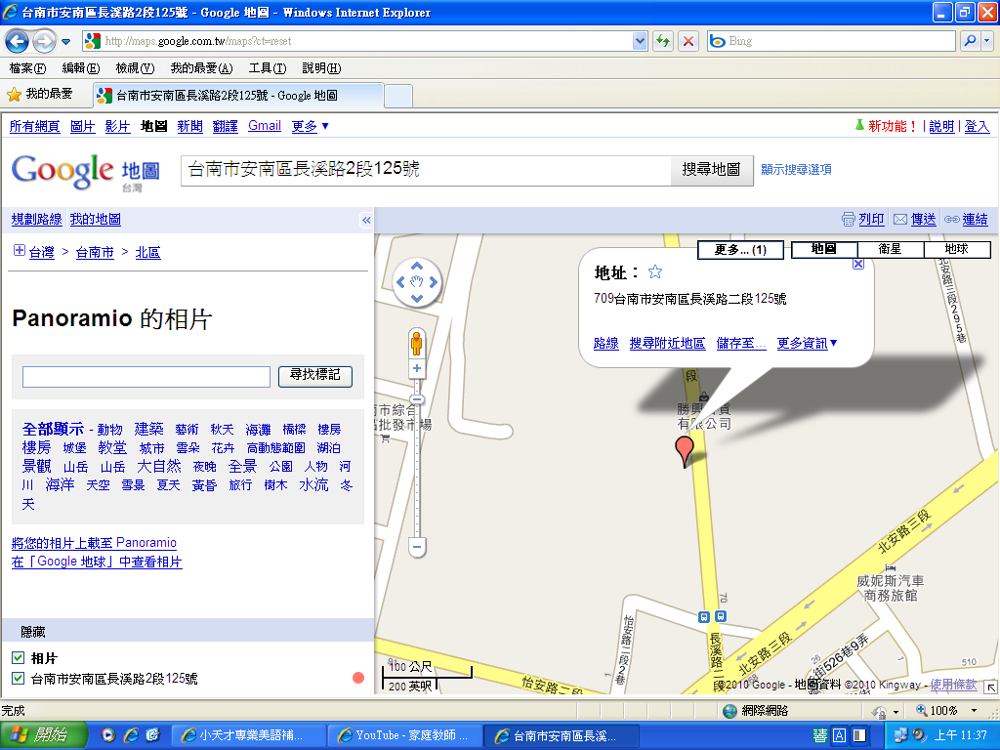 台南市安南區長溪路2段125號 - Google 地圖 - Windows Internet Explorer
http://maps.google.com.tw/maps?ct=reset
Bing
檔案(F) 編輯(E) 檢視(V) 我的最愛(A) 工具(T) 說明(H)
我的最愛 台南市安南區長溪路2段125號 - Google 地圖
所有網頁 圖片 影片 地圖 新聞 翻譯 Gmail 更多 ▼ 新功能！ | 說明 | 登入
Google 地圖
台灣
台南市安南區長溪路2段125號 搜尋地圖 顯示搜尋選項
規劃路線 我的地圖 « 列印 傳送 連結
台灣 > 台南市 > 北區
Panoramio 的相片
尋找標記
全部顯示 - 動物 建築 藝術 秋天 海灘 橋樑 樓房
樓房 城堡 教堂 城市 雲朵 花卉 高動態範圍 湖泊
景觀 山岳 山岳 大自然 夜晚 全景 公園 人物 河
川 海洋 天空 雪景 夏天 黃昏 旅行 樹木 水流 冬
天
將您的相片上載至 Panoramio
在「Google 地球」中查看相片
隱藏
相片
台南市安南區長溪路2段125號
更多... (1) 地圖 衛星 地球
地址：
709台南市安南區長溪路二段125號
路線 搜尋附近地區 儲存至... 更多資訊▼
北安路三段295巷
段
市綜合
批發市場
勝興
有限公司
北安路三段
威妮斯汽車
商務旅館
70
長溪路二段
怡安路二段2巷
北安路三段
街526巷9弄
26
510
怡安路二段
100 公尺
200 英呎
©2010 Google - 地圖資料 ©2010 Kingway - 使用條款
完成 網際網路 100%
開始 小天才專業美語補... YouTube - 家庭教師 ... 台南市安南區長溪... 上午 11:37